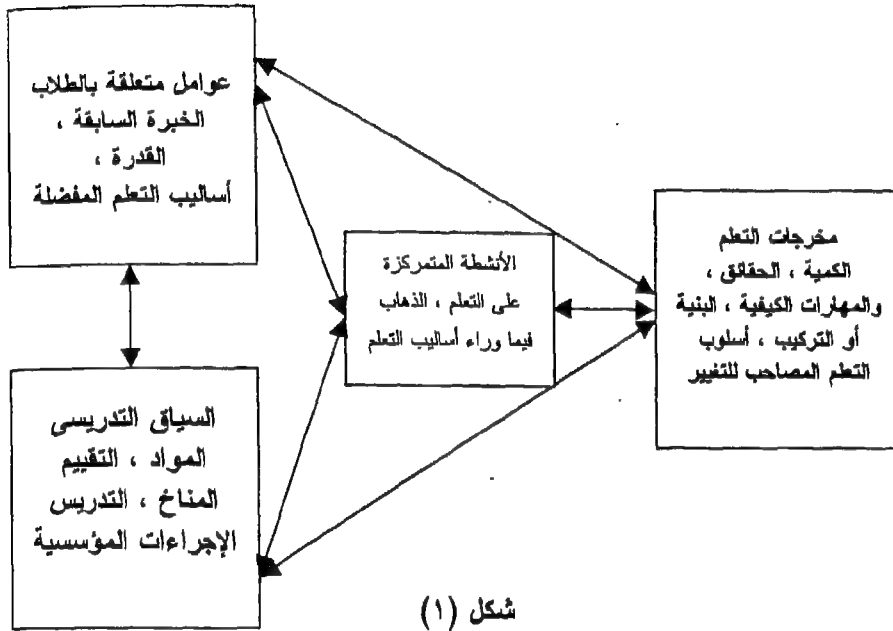 عوامل متعلقة بالطلاب
الخبرة السابقة ،
القدرة ،
أساليب التعلم المفضلة
الأنشطة المتمركزة
على التعلم ، الذهاب
فيما وراء أساليب التعلم
مخرجات التعلم
الكمية ، الحقائق ،
والمهارات الكيفية ، البنية
أو التركيب ، أسلوب
التعلم المصاحب للتغيير
السياق التدريسى
المواد ، التقييم
المناخ ، التدريس
الإجراءات المؤسسية
شكل (١)